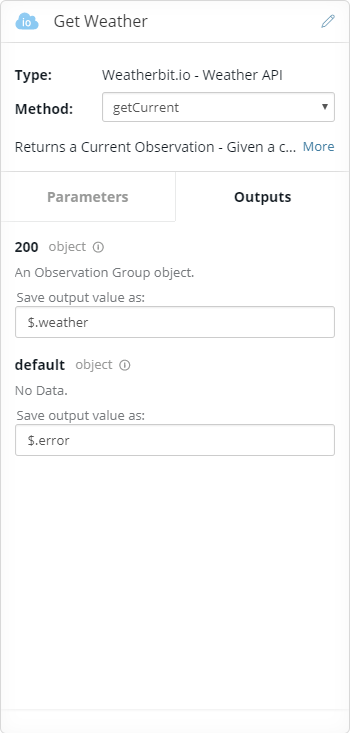 io Get Weather
Type: Weatherbit.io - Weather API
Method: getCurrent
Returns a Current Observation - Given a c... More
Parameters Outputs
200 object
An Observation Group object.
Save output value as:
$.weather
default object
No Data.
Save output value as:
$.error